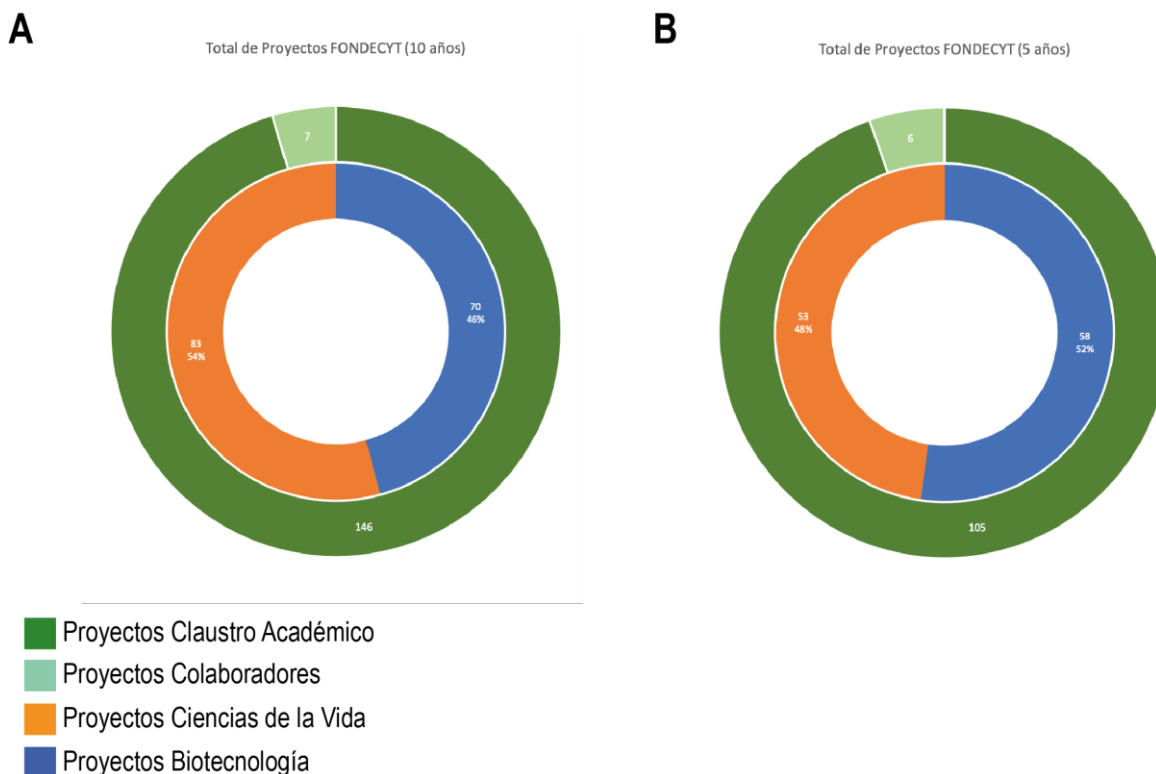 A
Total de Proyectos FONDECYT (10 años)
7
70
46%
83
54%
146
B
Total de Proyectos FONDECYT (5 años)
6
53
48%
58
52%
105
Proyectos Claustro Académico
Proyectos Colaboradores
Proyectos Ciencias de la Vida
Proyectos Biotecnología